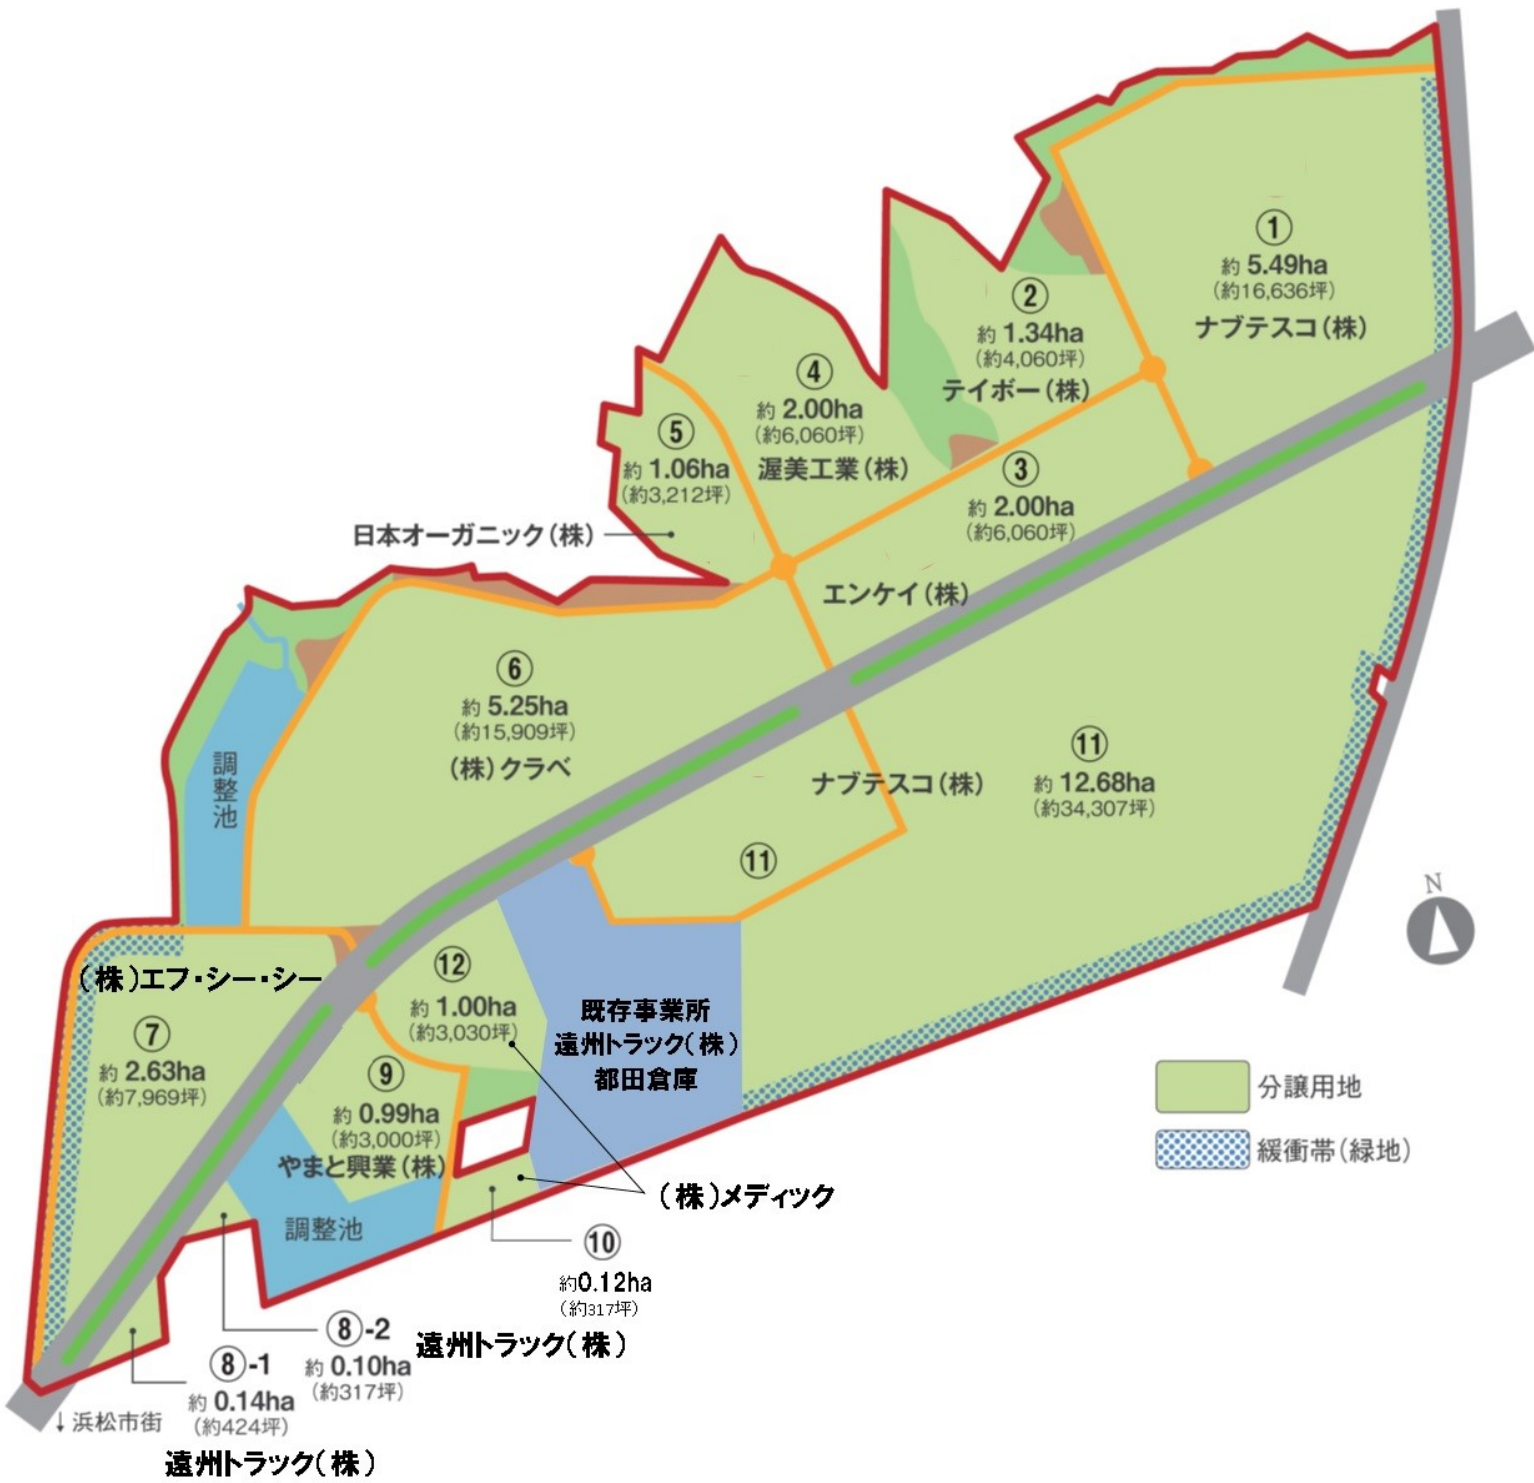 ①
約 5.49ha
(約16,636坪)
ナブテスコ(株)
②
約 1.34ha
(約4,060坪)
テイボー(株)
④
約 2.00ha
(約6,060坪)
渥美工業(株)
⑤
約 1.06ha
(約3,212坪)
日本オーガニック(株)
③
約 2.00ha
(約6,060坪)
エンケイ(株)
⑥
約 5.25ha
(約15,909坪)
(株)クラベ
調整池
⑪
約 12.68ha
(約34,307坪)
ナブテスコ(株)
⑪
N
(株)エフ・シー・シー
⑦
約 2.63ha
(約7,969坪)
⑫
約 1.00ha
(約3,030坪)
既存事業所
遠州トラック(株)
都田倉庫
⑨
約 0.99ha
(約3,000坪)
やまと興業(株)
調整池
(株)メディック
⑩
約0.12ha
(約317坪)
⑧-2
約 0.10ha
(約317坪)
遠州トラック(株)
⑧-1
約 0.14ha
(約424坪)
遠州トラック(株)
↓浜松市街
分譲用地
緩衝帯(緑地)